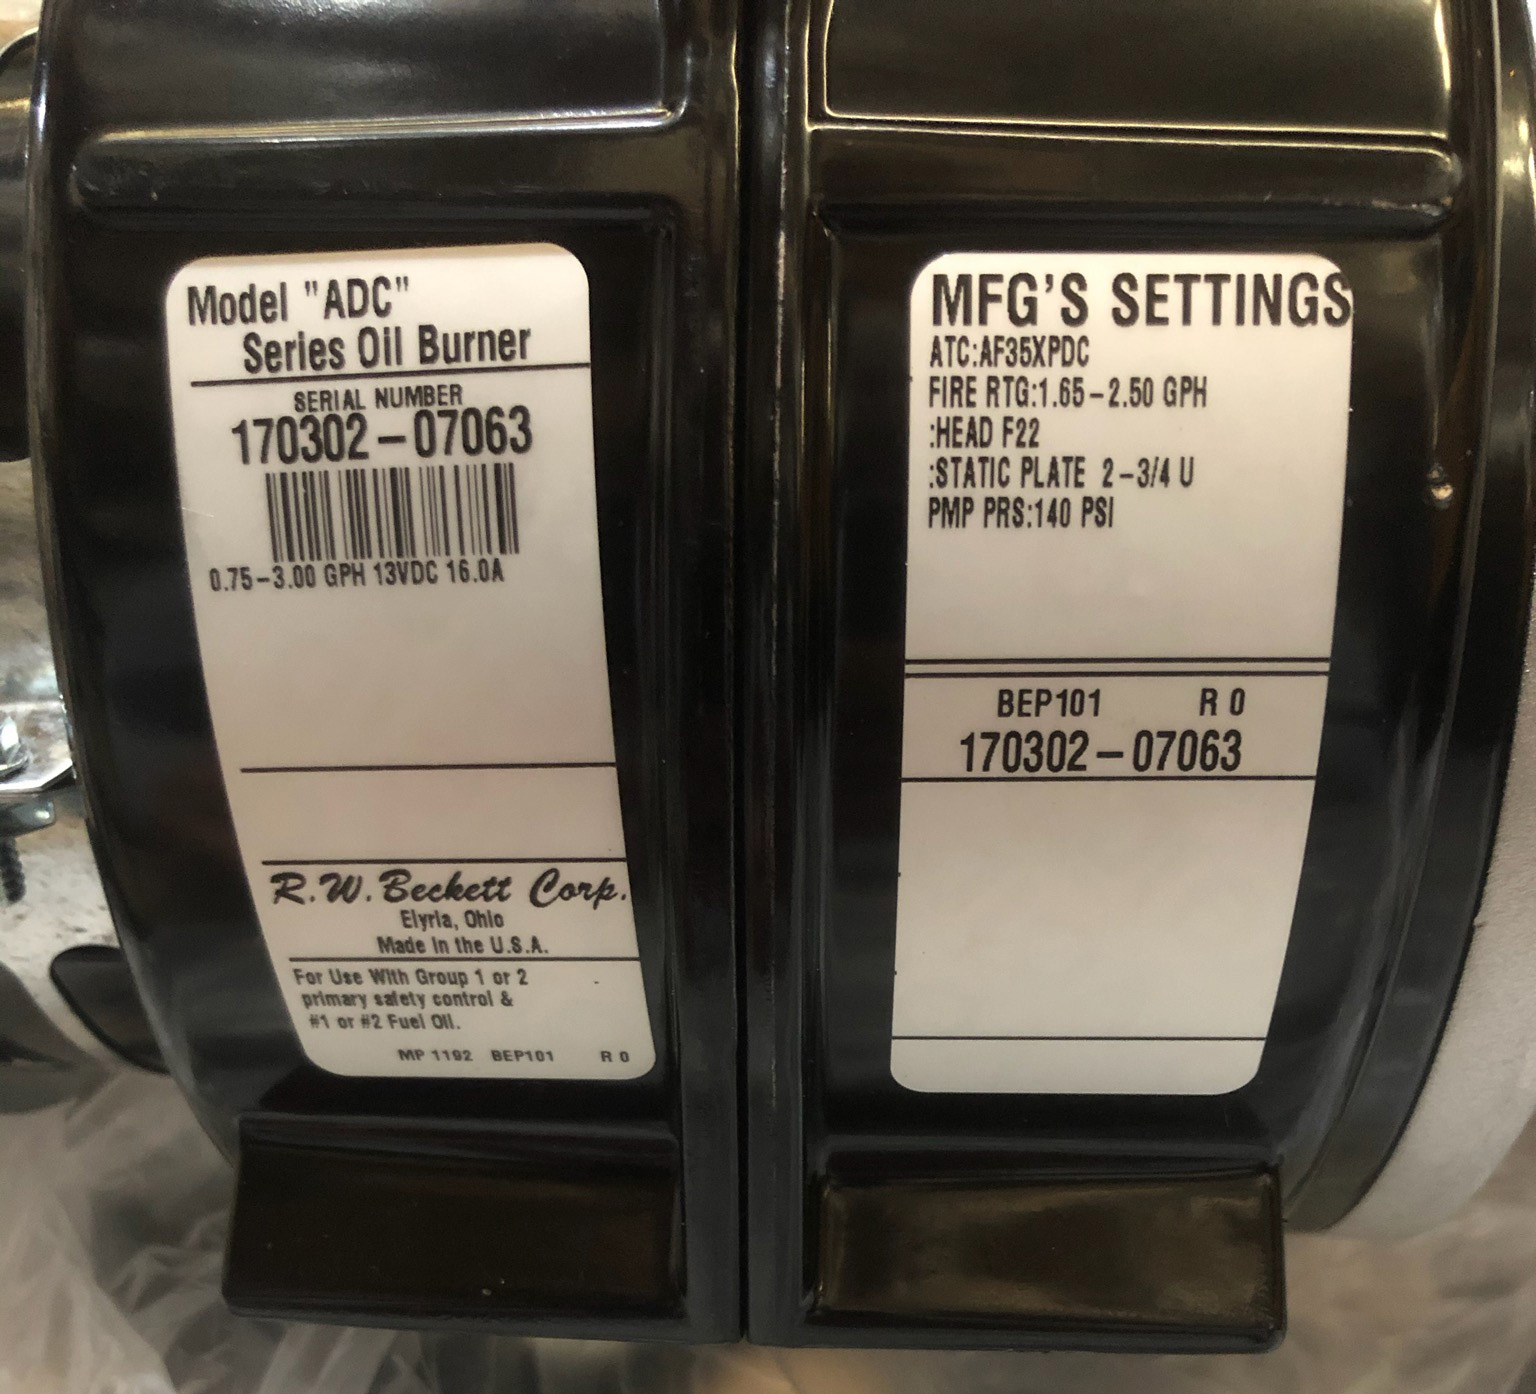 Model "ADC"
Series Oil Burner
SERIAL NUMBER
170302-07063
0.75-3.00 GPH 13VDC 16.0A
R.W. Beckett Corp.
Elyria, Ohio
Made in the U.S.A.
For Use With Group 1 or 2
primary safety control &
#1 or #2 Fuel Oil.
MP 1192 BEP101 R 0
MFG'S SETTINGS
ATC:AF35XPDC
FIRE RTG:1.65-2.50 GPH
:HEAD F22
:STATIC PLATE 2-3/4 U
PMP PRS:140 PSI
BEP101 R 0
170302-07063